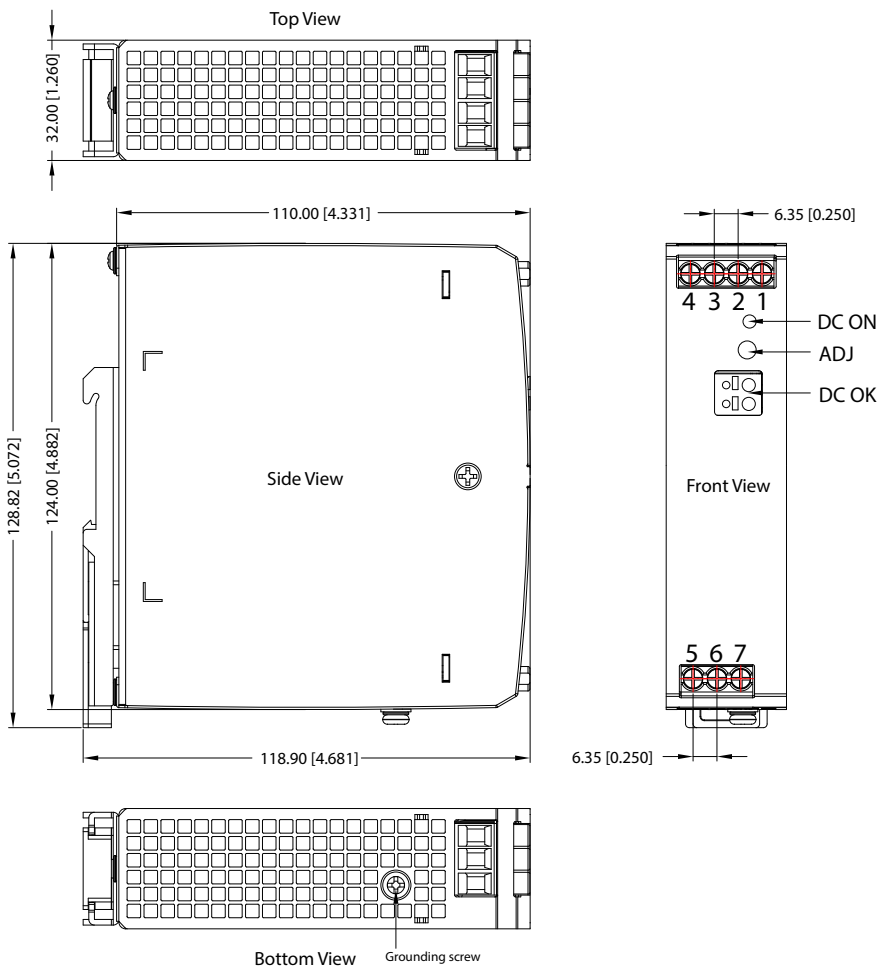 Top View
32.00 [1.260]
110.00 [4.331]
6.35 [0.250]
4 3 2 1
DC ON
ADJ
DC OK
128.82 [5.072]
124.00 [4.882]
Side View
Front View
5 6 7
118.90 [4.681]
6.35 [0.250]
Bottom View
Grounding screw